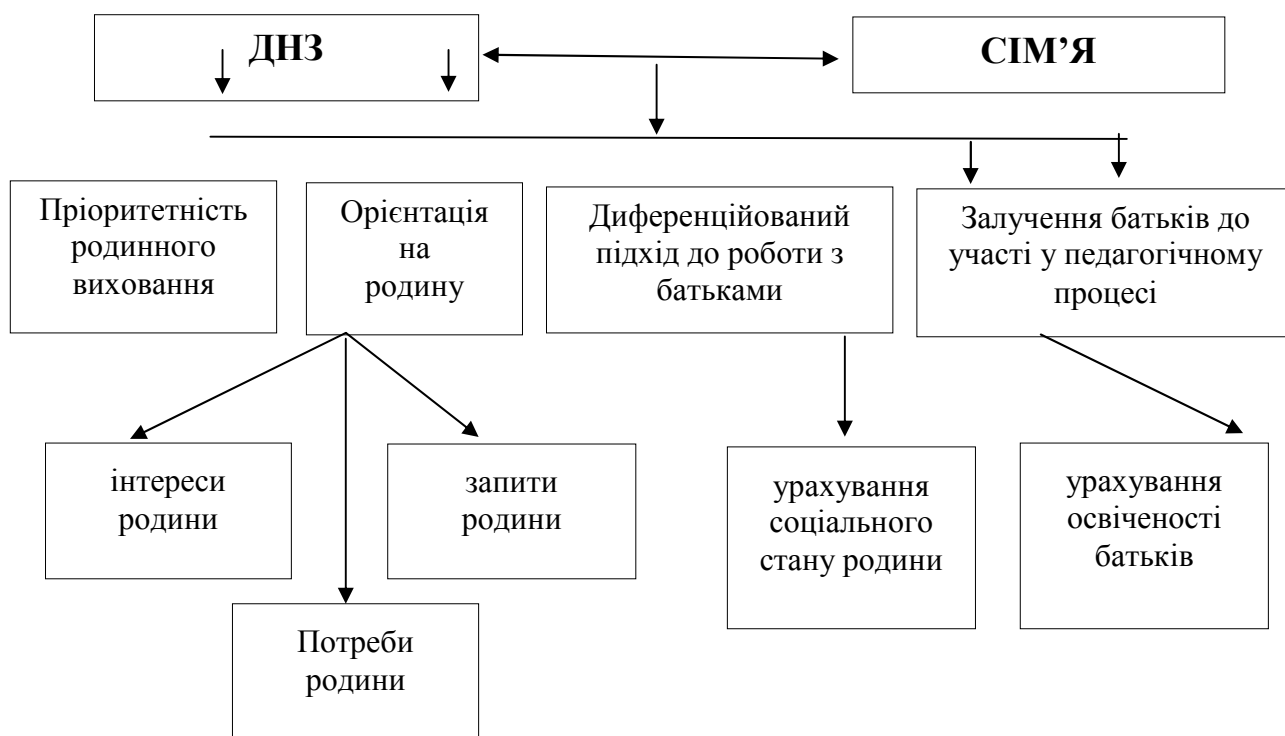 ДНЗ
СІМ’Я
Пріоритетність
родинного
виховання
Орієнтація
на
родину
Диференційований
підхід до роботи з
батьками
Залучення батьків до
участі у педагогічному
процесі
інтереси
родини
запити
родини
урахування
соціального
стану родини
урахування
освіченості
батьків
Потреби
родини